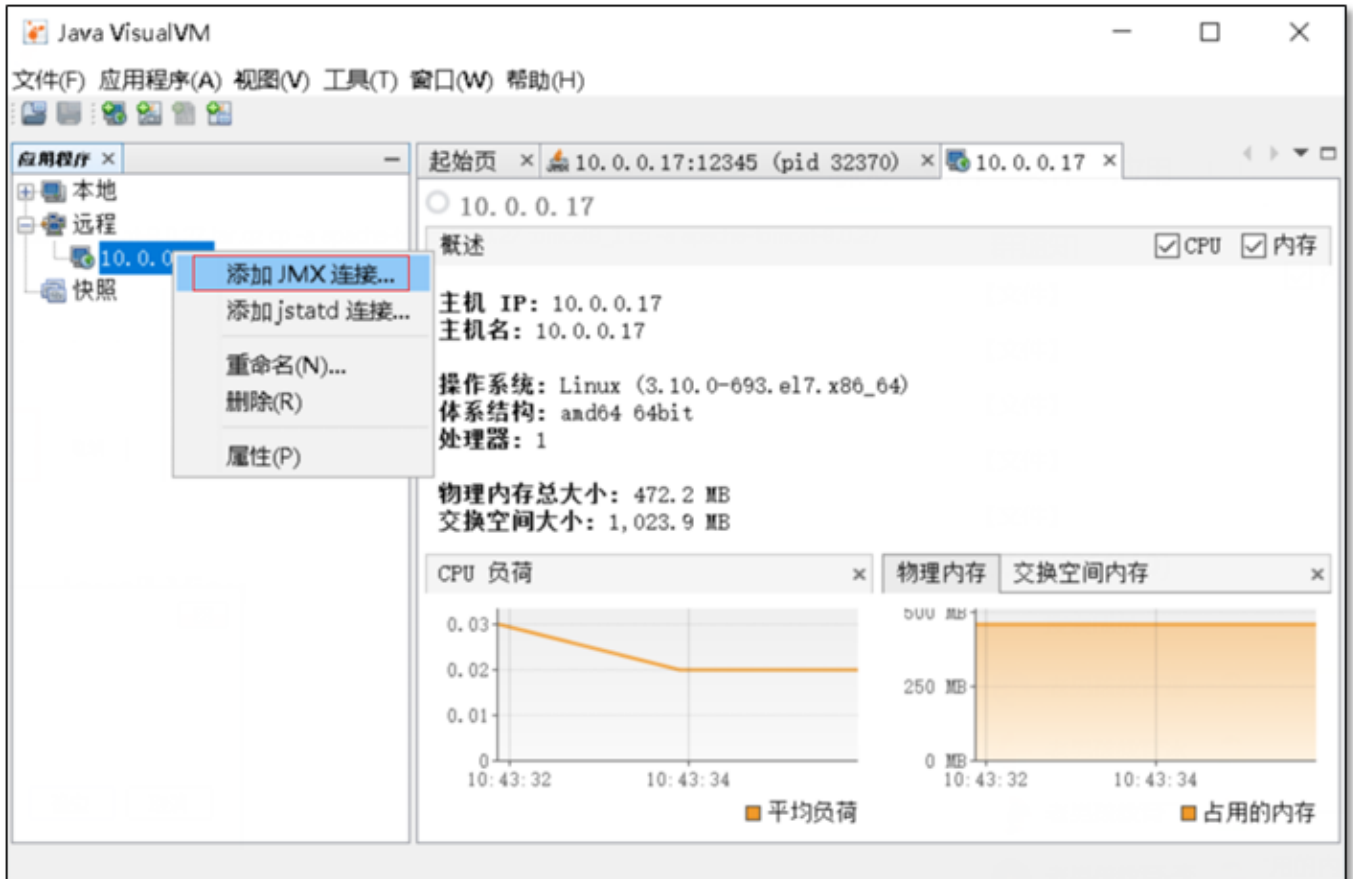 Java VisualVM
文件(F) 应用程序(A) 视图(V) 工具(T) 窗口(W) 帮助(H)
应用程序
本地
远程
10.0.0
快照
添加 JMX 连接...
添加 jstatd 连接...
重命名(N)...
删除(R)
属性(P)
起始页 10.0.0.17:12345 (pid 32370) 10.0.0.17
10.0.0.17
概述 CPU 内存
主机 IP: 10.0.0.17
主机名: 10.0.0.17
操作系统: Linux (3.10.0-693.el7.x86_64)
体系结构: amd64 64bit
处理器: 1
物理内存总大小: 472.2 MB
交换空间大小: 1,023.9 MB
CPU 负荷
0.03
0.02
0.01
0
10:43:32 10:43:34
平均负荷
物理内存 交换空间内存
500 MB
250 MB
0 MB
10:43:32 10:43:34
占用的内存